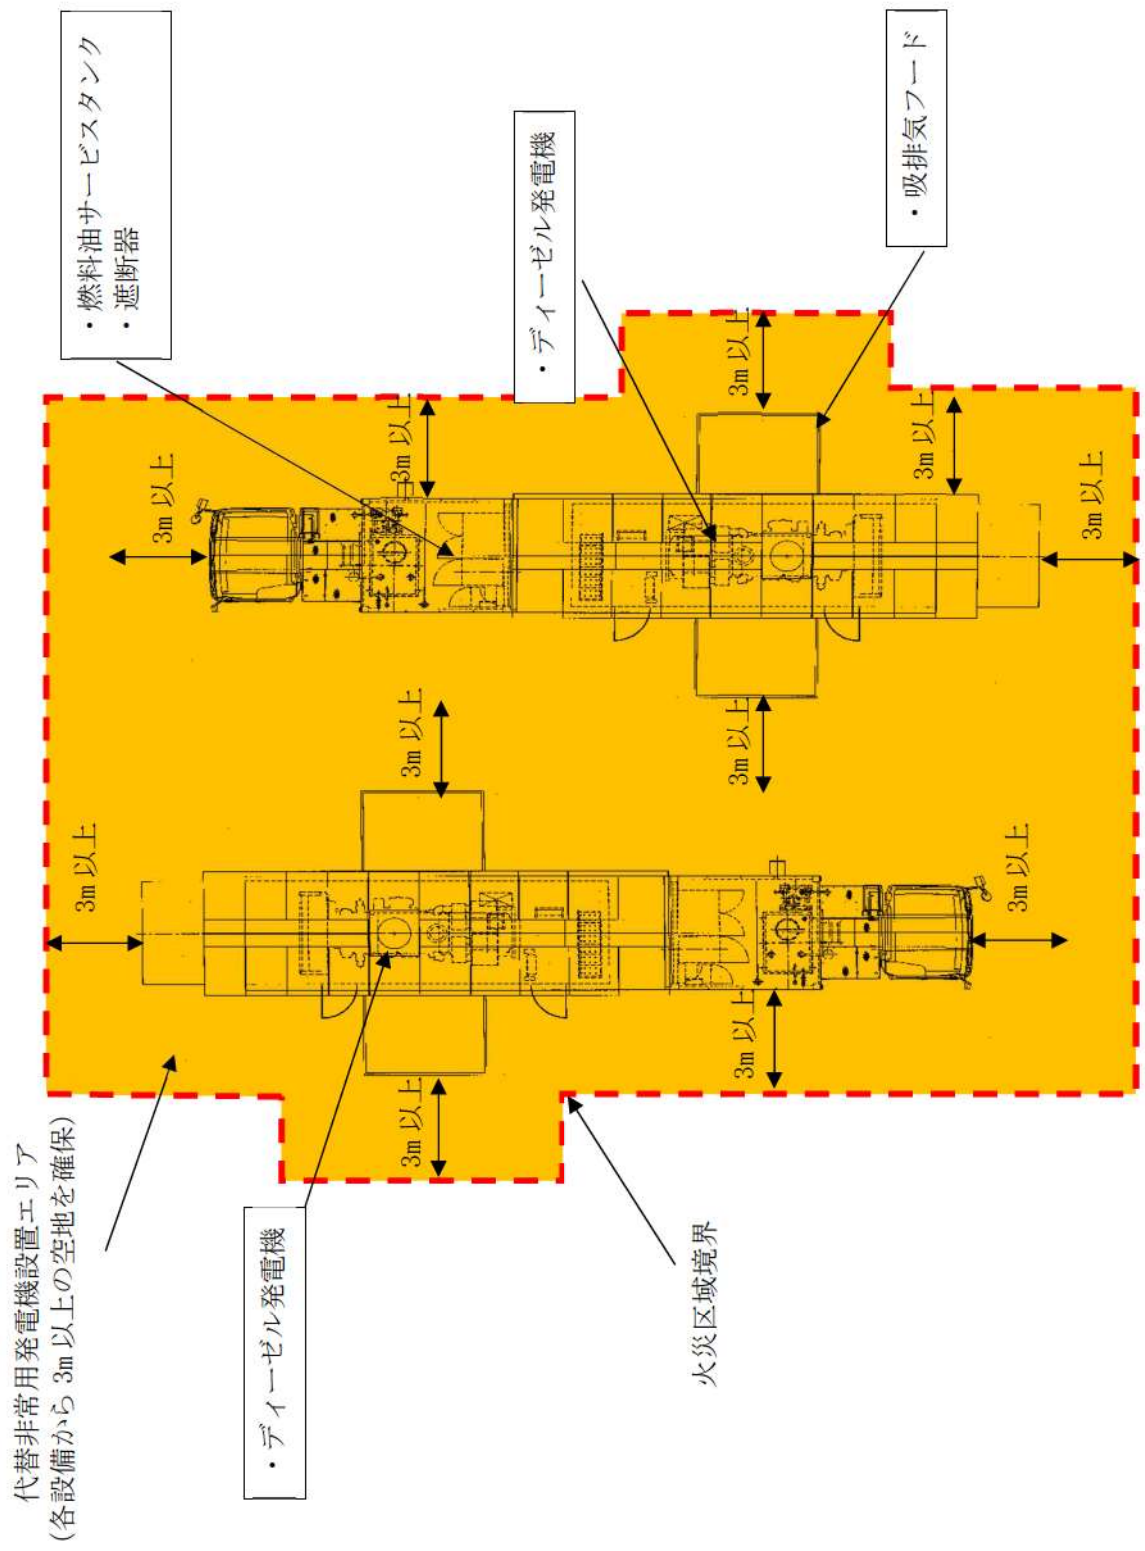 代替非常用発電機設置エリア
(各設備から 3m 以上の空地を確保)
3m 以上
・燃料油サービスタンク
・遮断器
3m 以上
・ディーゼル発電機
3m 以上
3m 以上
3m 以上
・ディーゼル発電機
火災区域境界
3m 以上
3m 以上
3m 以上
・吸排気フード
3m 以上
3m 以上
3m 以上